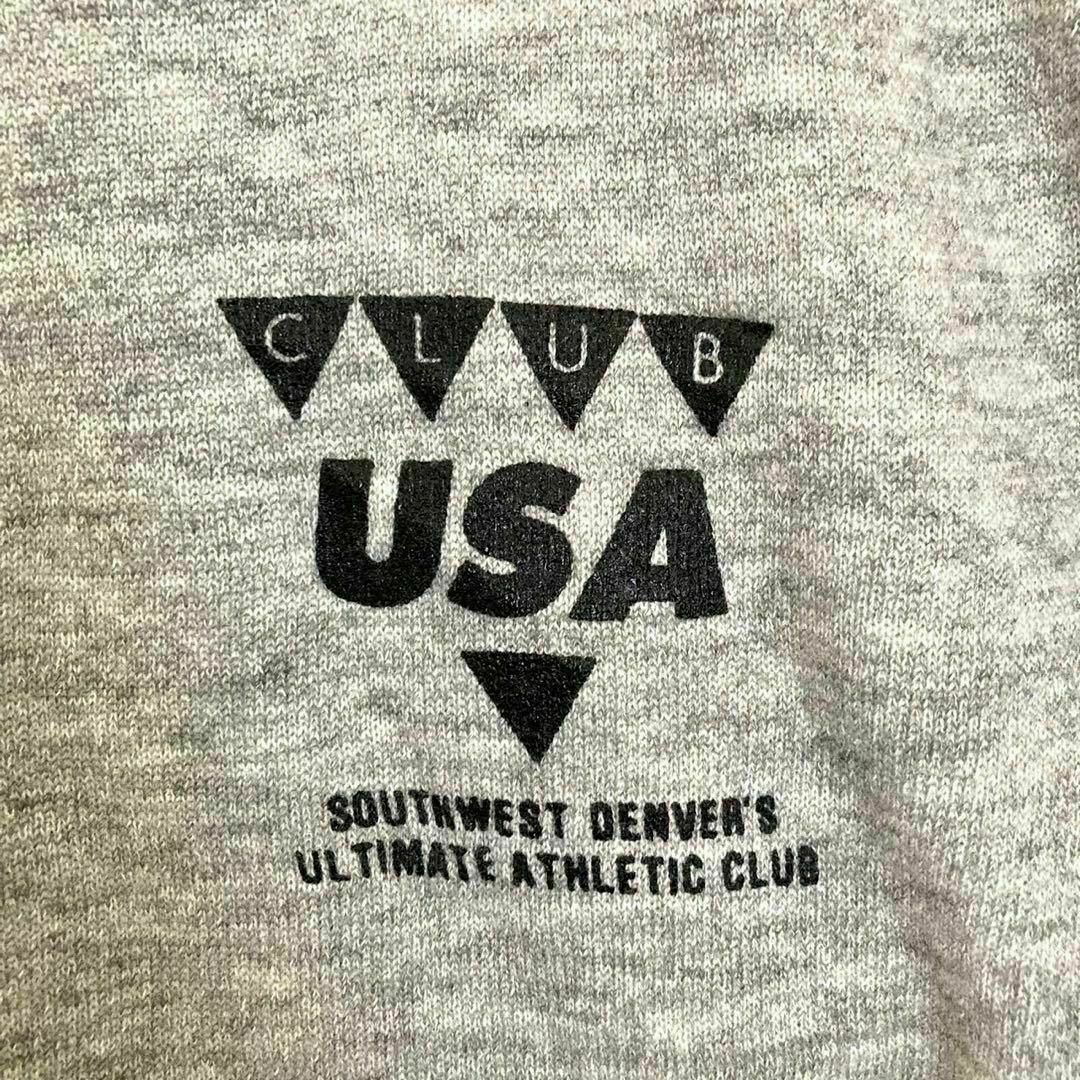 CLUB
USA
SOUTHWEST DENVER'S
ULTIMATE ATHLETIC CLUB